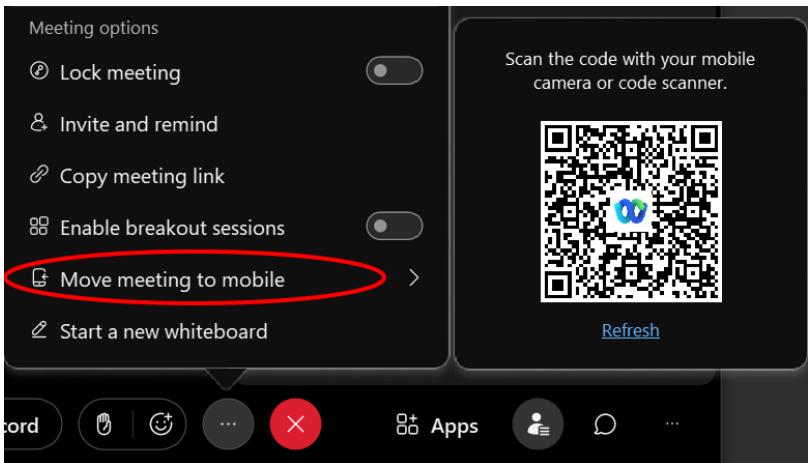 Meeting options
Lock meeting
Invite and remind
Copy meeting link
Enable breakout sessions
Move meeting to mobile
Start a new whiteboard
Scan the code with your mobile
camera or code scanner.
Refresh
cord
Apps